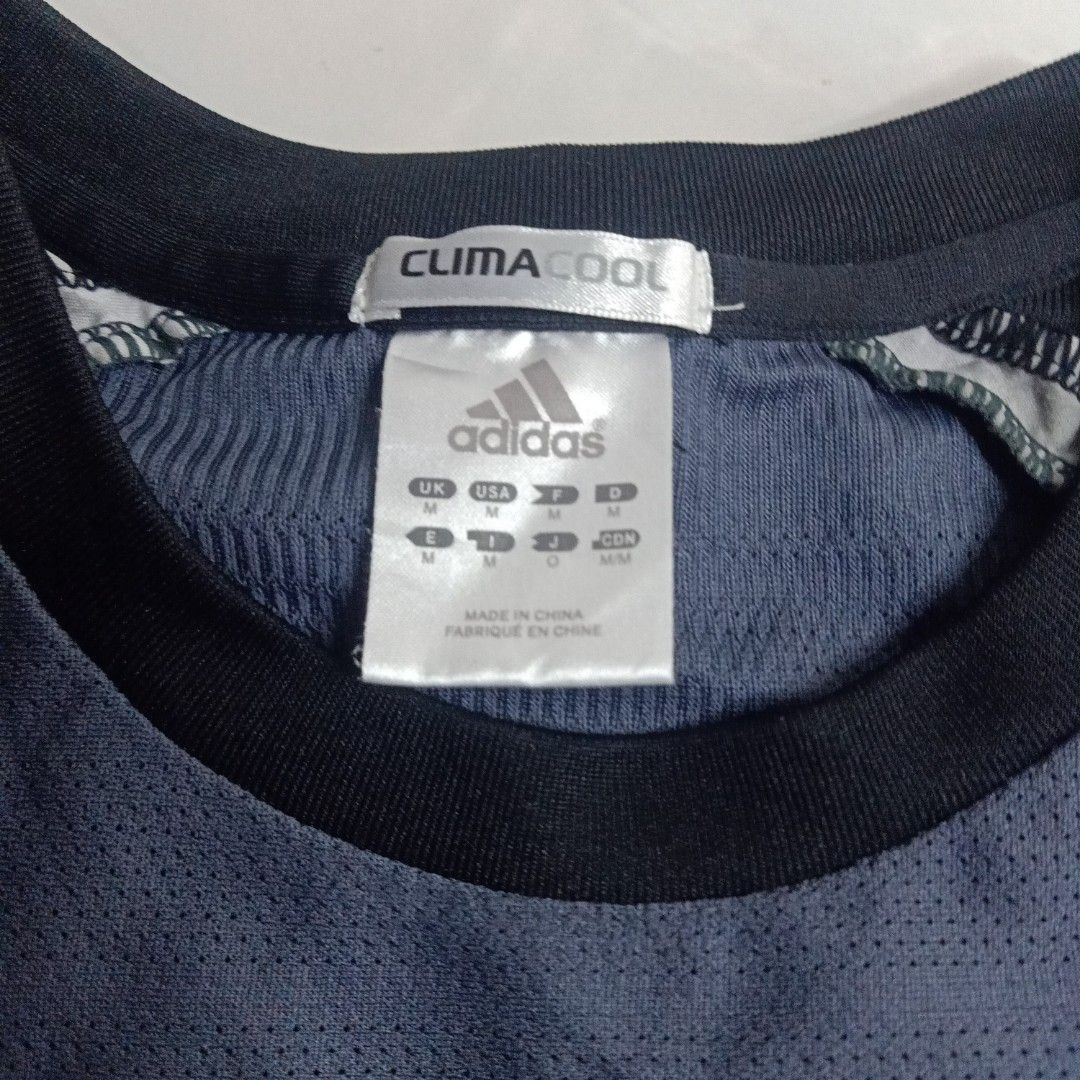 CLIMACOOL
adidas®
UK USA F D
M M M M
E I J CDN
M M O M/M
MADE IN CHINA
FABRIQUÉ EN CHINE